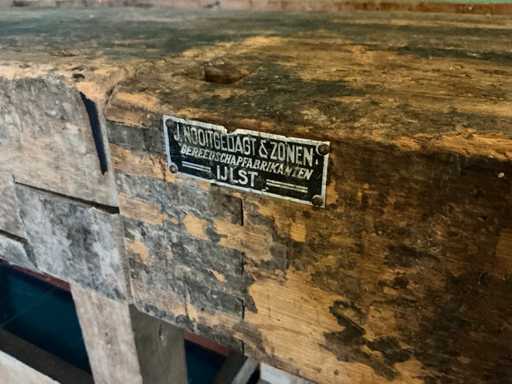 J. NOOITGEDAGT & ZONEN
GEREEDSCHAPFABRIKANTEN
IJLST